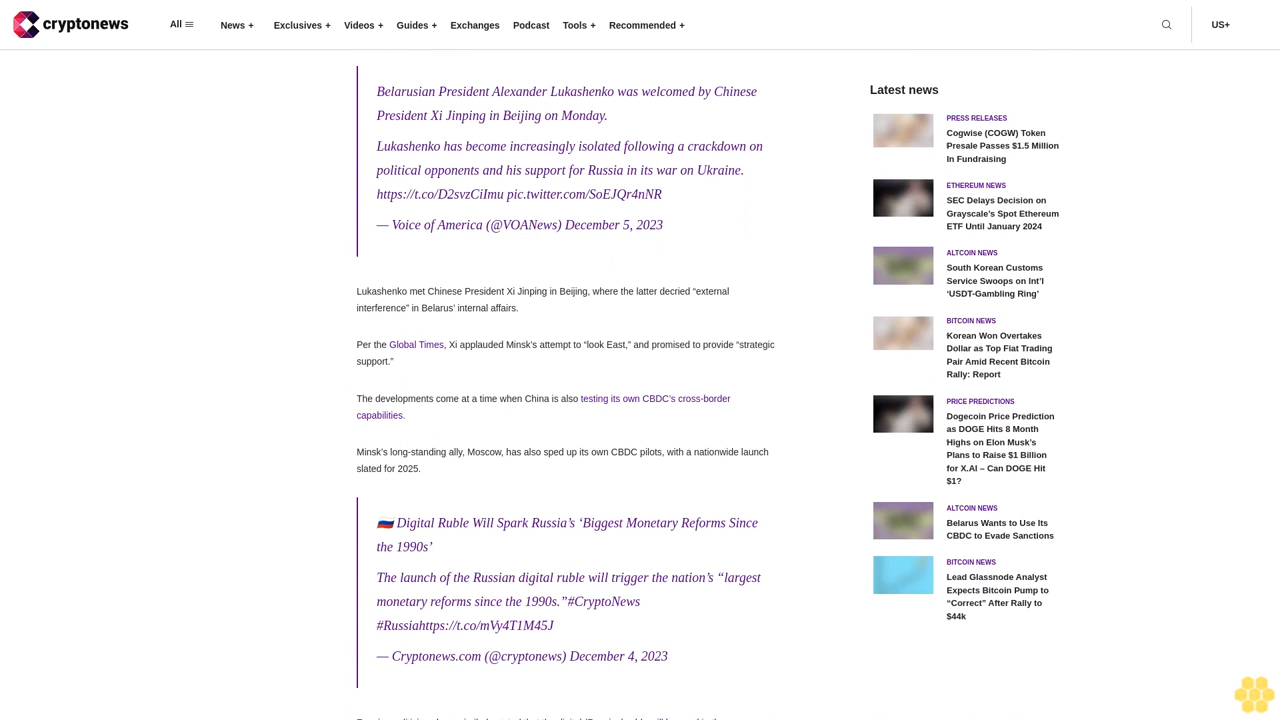 cryptonews
All
News +
Exclusives +
Videos +
Guides +
Exchanges
Podcast
Tools +
Recommended +
US+
Belarusian President Alexander Lukashenko was welcomed by Chinese
President Xi Jinping in Beijing on Monday.
Lukashenko has become increasingly isolated following a crackdown on
political opponents and his support for Russia in its war on Ukraine.
https://t.co/D2svzCiImu pic.twitter.com/SoEJQr4nNR
— Voice of America (@VOANews) December 5, 2023
Lukashenko met Chinese President Xi Jinping in Beijing, where the latter decried “external
interference” in Belarus’ internal affairs.
Per the Global Times, Xi applauded Minsk’s attempt to “look East,” and promised to provide “strategic
support.”
The developments come at a time when China is also testing its own CBDC’s cross-border
capabilities.
Minsk’s long-standing ally, Moscow, has also sped up its own CBDC pilots, with a nationwide launch
slated for 2025.
🇷🇺 Digital Ruble Will Spark Russia’s ‘Biggest Monetary Reforms Since
the 1990s’
The launch of the Russian digital ruble will trigger the nation’s “largest
monetary reforms since the 1990s.”#CryptoNews
#Russiahttps://t.co/mVy4T1M45J
— Cryptonews.com (@cryptonews) December 4, 2023
Latest news
PRESS RELEASES
Cogwise (COGW) Token
Presale Passes $1.5 Million
In Fundraising
ETHEREUM NEWS
SEC Delays Decision on
Grayscale’s Spot Ethereum
ETF Until January 2024
ALTCOIN NEWS
South Korean Customs
Service Swoops on Int’l
‘USDT-Gambling Ring’
BITCOIN NEWS
Korean Won Overtakes
Dollar as Top Fiat Trading
Pair Amid Recent Bitcoin
Rally: Report
PRICE PREDICTIONS
Dogecoin Price Prediction
as DOGE Hits 8 Month
Highs on Elon Musk’s
Plans to Raise $1 Billion
for X.AI – Can DOGE Hit
$1?
ALTCOIN NEWS
Belarus Wants to Use Its
CBDC to Evade Sanctions
BITCOIN NEWS
Lead Glassnode Analyst
Expects Bitcoin Pump to
“Correct” After Rally to
$44k